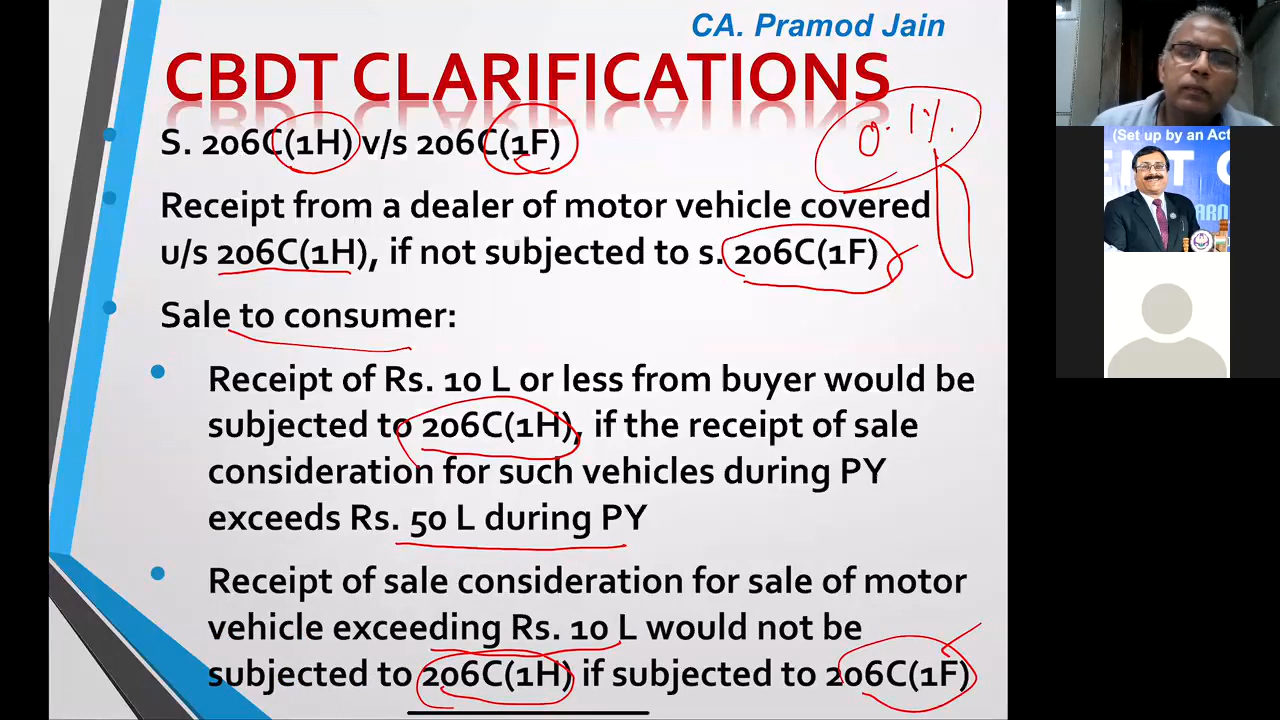 CA. Pramod Jain
CBDT CLARIFICATIONS
S. 206C(1H) v/s 206C(1F)
0.1%
Receipt from a dealer of motor vehicle covered
u/s 206C(1H), if not subjected to s. 206C(1F)
Sale to consumer:
Receipt of Rs. 10 L or less from buyer would be
subjected to 206C(1H), if the receipt of sale
consideration for such vehicles during PY
exceeds Rs. 50 L during PY
Receipt of sale consideration for sale of motor
vehicle exceeding Rs. 10 L would not be
subjected to 206C(1H) if subjected to 206C(1F)
(Set up by an Act